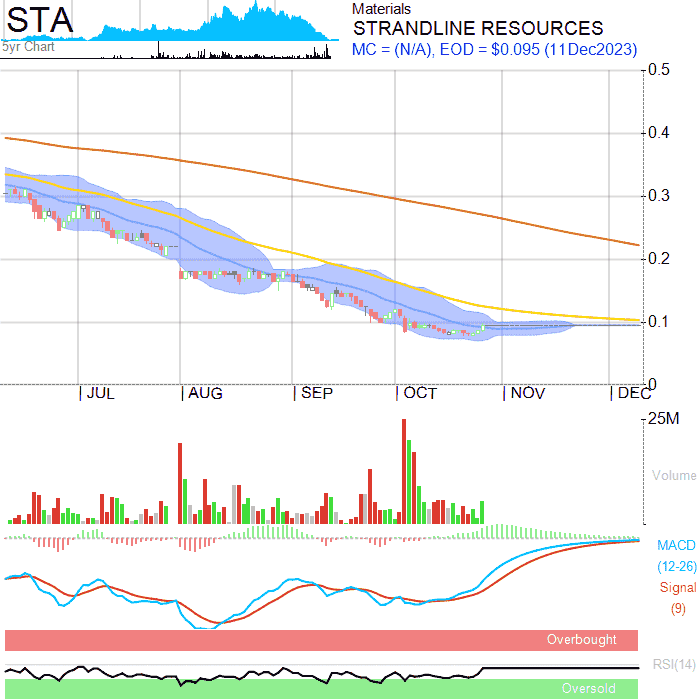 STA
5yr Chart
Materials
STRANDLINE RESOURCES
MC = (N/A), EOD = $0.095 (11Dec2023)
0.5
0.4
0.3
0.2
0.1
0
JUL AUG SEP OCT NOV DEC
25M
Volume
MACD
(12-26)
Signal
(9)
Overbought
RSI(14)
Oversold